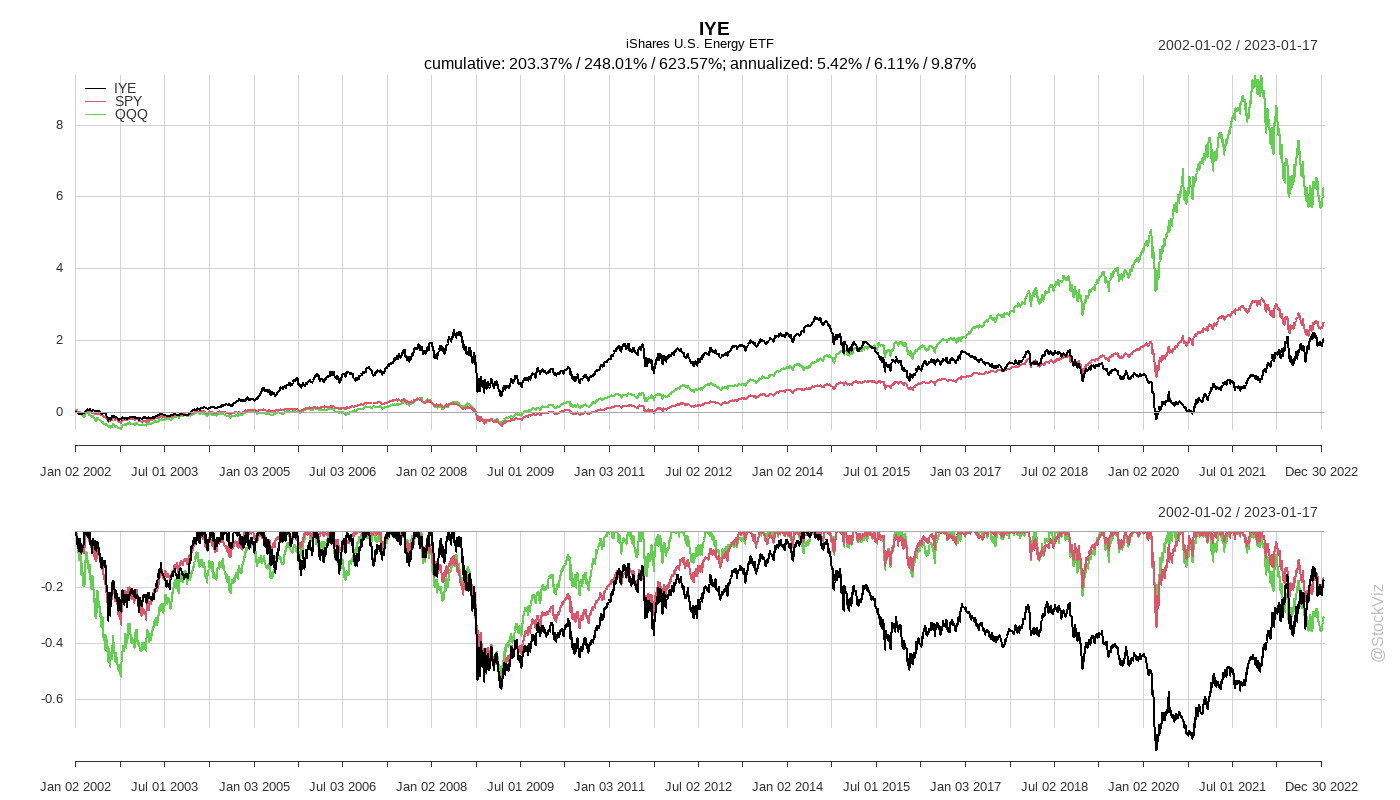 IYE
iShares U.S. Energy ETF
2002-01-02 / 2023-01-17
cumulative: 203.37% / 248.01% / 623.57%; annualized: 5.42% / 6.11% / 9.87%
IYE
SPY
QQQ
8
6
4
2
0
Jan 02 2002 Jul 01 2003 Jan 03 2005 Jul 03 2006 Jan 02 2008 Jul 01 2009 Jan 03 2011 Jul 02 2012 Jan 02 2014 Jul 01 2015 Jan 03 2017 Jul 02 2018 Jan 02 2020 Jul 01 2021 Dec 30 2022
2002-01-02 / 2023-01-17
-0.2
-0.4
-0.6
Jan 02 2002 Jul 01 2003 Jan 03 2005 Jul 03 2006 Jan 02 2008 Jul 01 2009 Jan 03 2011 Jul 02 2012 Jan 02 2014 Jul 01 2015 Jan 03 2017 Jul 02 2018 Jan 02 2020 Jul 01 2021 Dec 30 2022
@StockViz